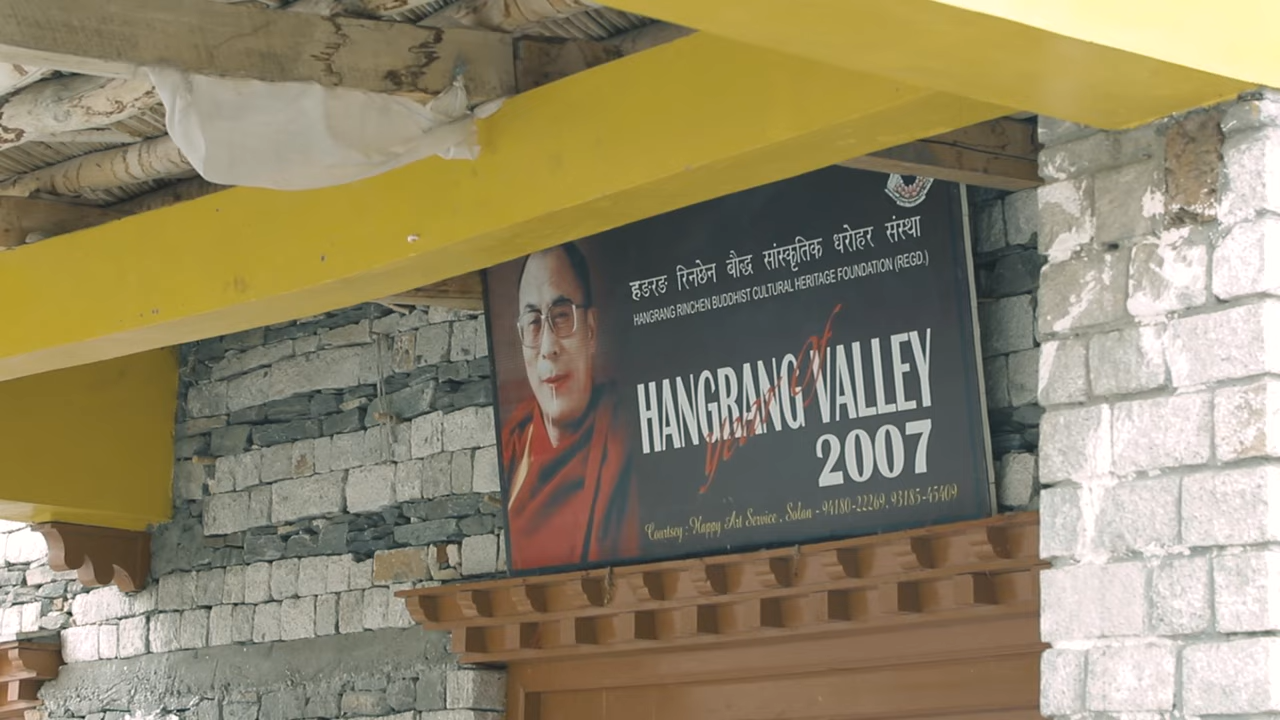 हङरङ रिनछेन बौद्ध सांस्कृतिक धरोहर संस्था
HANGRANG RINCHEN BUDDHIST CULTURAL HERITAGE FOUNDATION (REGD.)
year of
HANGRANG VALLEY
2007
Courtsey : Happy Art Service . Solan - 94180-22269, 93185-45409